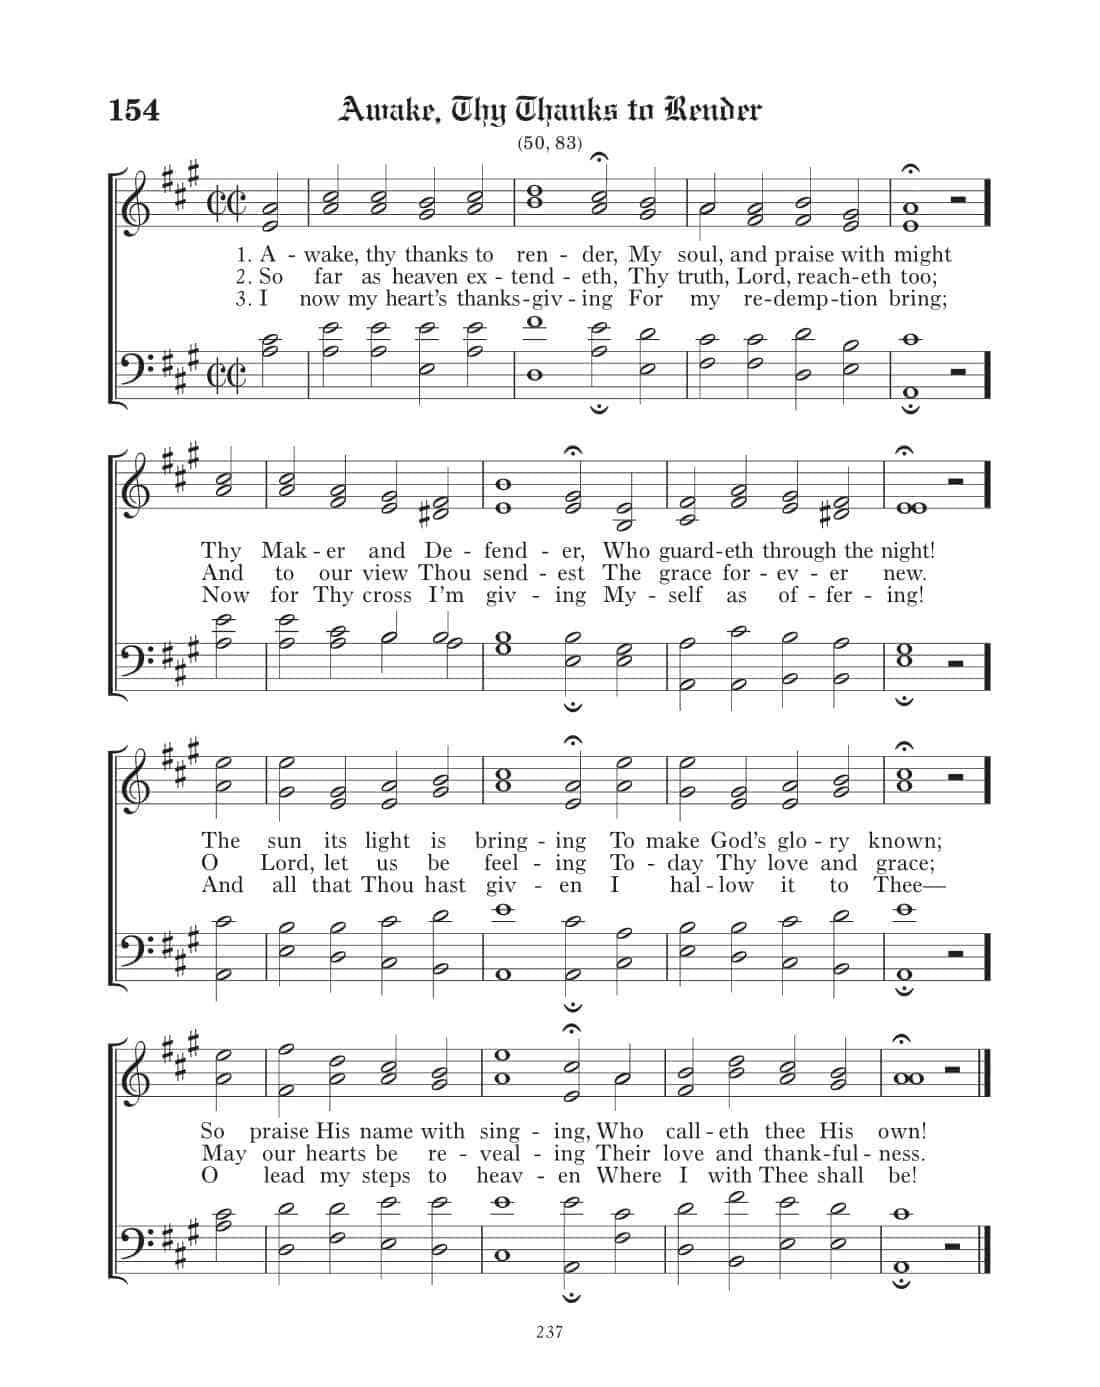 154 Awake, Thy Thanks to Render
(50, 83)
1. A - wake, thy thanks to ren - der, My soul, and praise with might
2. So far as heaven ex - tend - eth, Thy truth, Lord, reach-eth too;
3. I now my heart's thanks-giv - ing For my re-demp-tion bring;
Thy Mak - er and De - fend - er, Who guard-eth through the night!
And to our view Thou send - est The grace for - ev - er new.
Now for Thy cross I'm giv - ing My - self as of - fer - ing!
The sun its light is bring - ing To make God's glo - ry known;
O Lord, let us be feel - ing To - day Thy love and grace;
And all that Thou hast giv - en I hal - low it to Thee—
So praise His name with sing - ing, Who call - eth thee His own!
May our hearts be re - veal - ing Their love and thank-ful - ness.
O lead my steps to heav - en Where I with Thee shall be!
237